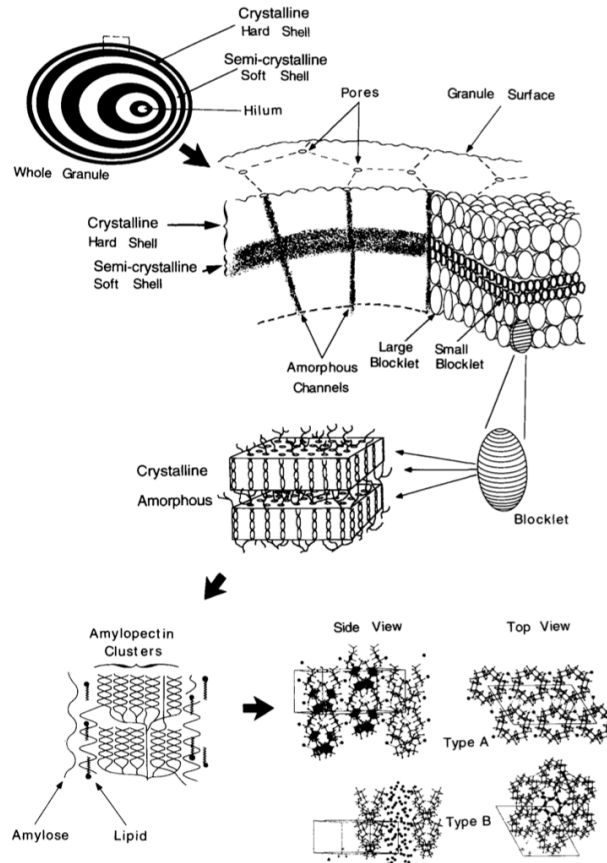 Crystalline
Hard Shell
Semi-crystalline
Soft Shell
Hilum
Whole Granule
Pores
Granule Surface
Crystalline
Hard Shell
Semi-crystalline
Soft Shell
Amorphous
Channels
Large
Blocklet
Small
Blocklet
Crystalline
Amorphous
Blocklet
Amylopectin
Clusters
Side View
Top View
Type A
Type B
Amylose
Lipid